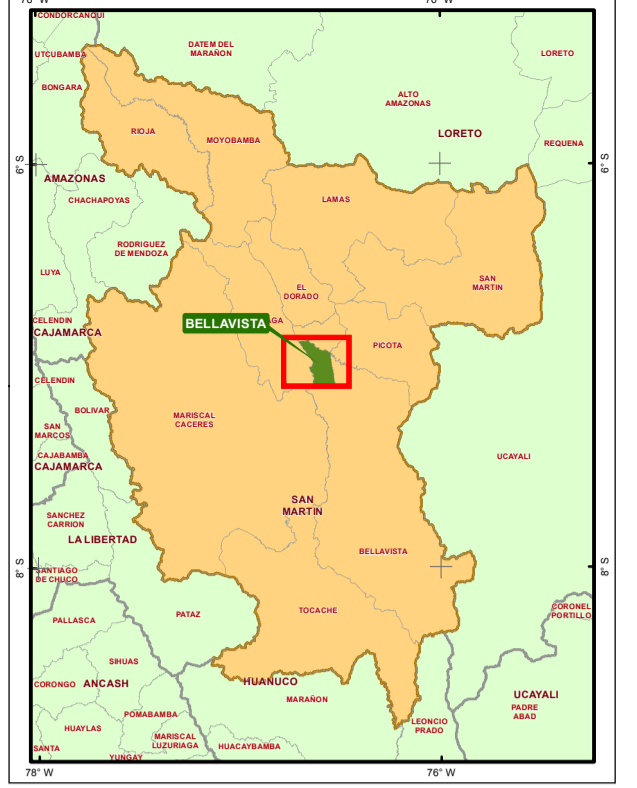 CONDORCANQUI
DATEM DEL
MARAÑON
UTCUBAMBA
LORETO
BONGARA
ALTO
AMAZONAS
RIOJA
MOYOBAMBA
LORETO
REQUENA
6° S
6° S
AMAZONAS
CHACHAPOYAS
LAMAS
RODRIGUEZ
DE MENDOZA
LUYA
SAN
MARTIN
EL
DORADO
CELENDIN
CAJAMARCA
BELLAVISTA
AGA
PICOTA
CELENDIN
BOLIVAR
MARISCAL
CACERES
SAN
MARCOS
CAJABAMBA
CAJAMARCA
UCAYALI
SAN
MARTIN
SANCHEZ
CARRION
LA LIBERTAD
BELLAVISTA
8° S
8° S
SANTIAGO
DE CHUCO
PALLASCA
PATAZ
TOCACHE
CORONEL
PORTILLO
SIHUAS
CORONGO
ANCASH
HUANUCO
MARAÑON
UCAYALI
PADRE
ABAD
POMABAMBA
HUAYLAS
MARISCAL
LUZURIAGA
LEONCIO
PRADO
SANTA
YUNGAY
HUACAYBAMBA
78° W
76° W